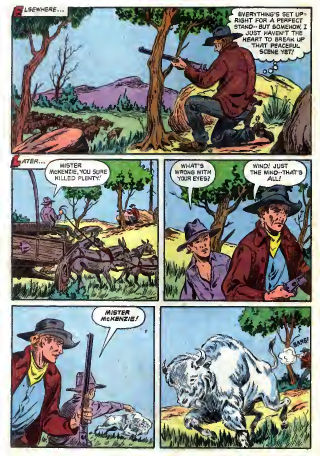 ELSEWHERE...
EVERYTHING'S SET UP--
RIGHT FOR A PERFECT
STAND-- BUT SOMEHOW, I
JUST HAVEN'T THE
HEART TO BREAK UP
THAT PEACEFUL
SCENE YET!
LATER...
MISTER
McKENZIE, YOU SURE
KILLED PLENTY!
WHAT'S
WRONG WITH
YOUR EYES?
WIND! JUST
THE WIND--THAT'S
ALL!
MISTER
McKENZIE!
BANG!